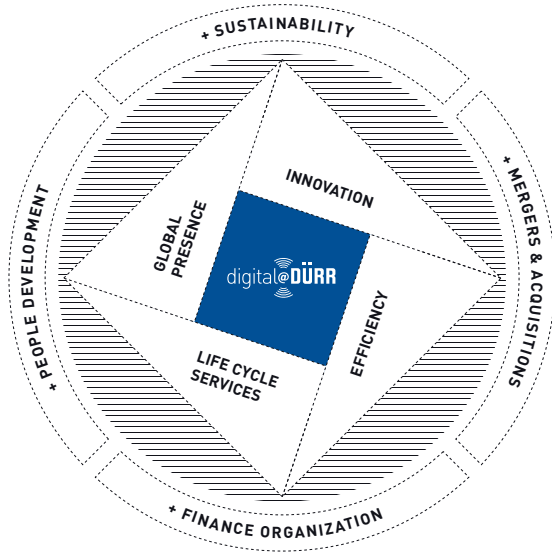 + SUSTAINABILITY
INNOVATION
GLOBAL
PRESENCE
digital@DÜRR
EFFICIENCY
LIFE CYCLE
SERVICES
+ PEOPLE DEVELOPMENT
+ MERGERS & ACQUISITIONS
+ FINANCE ORGANIZATION